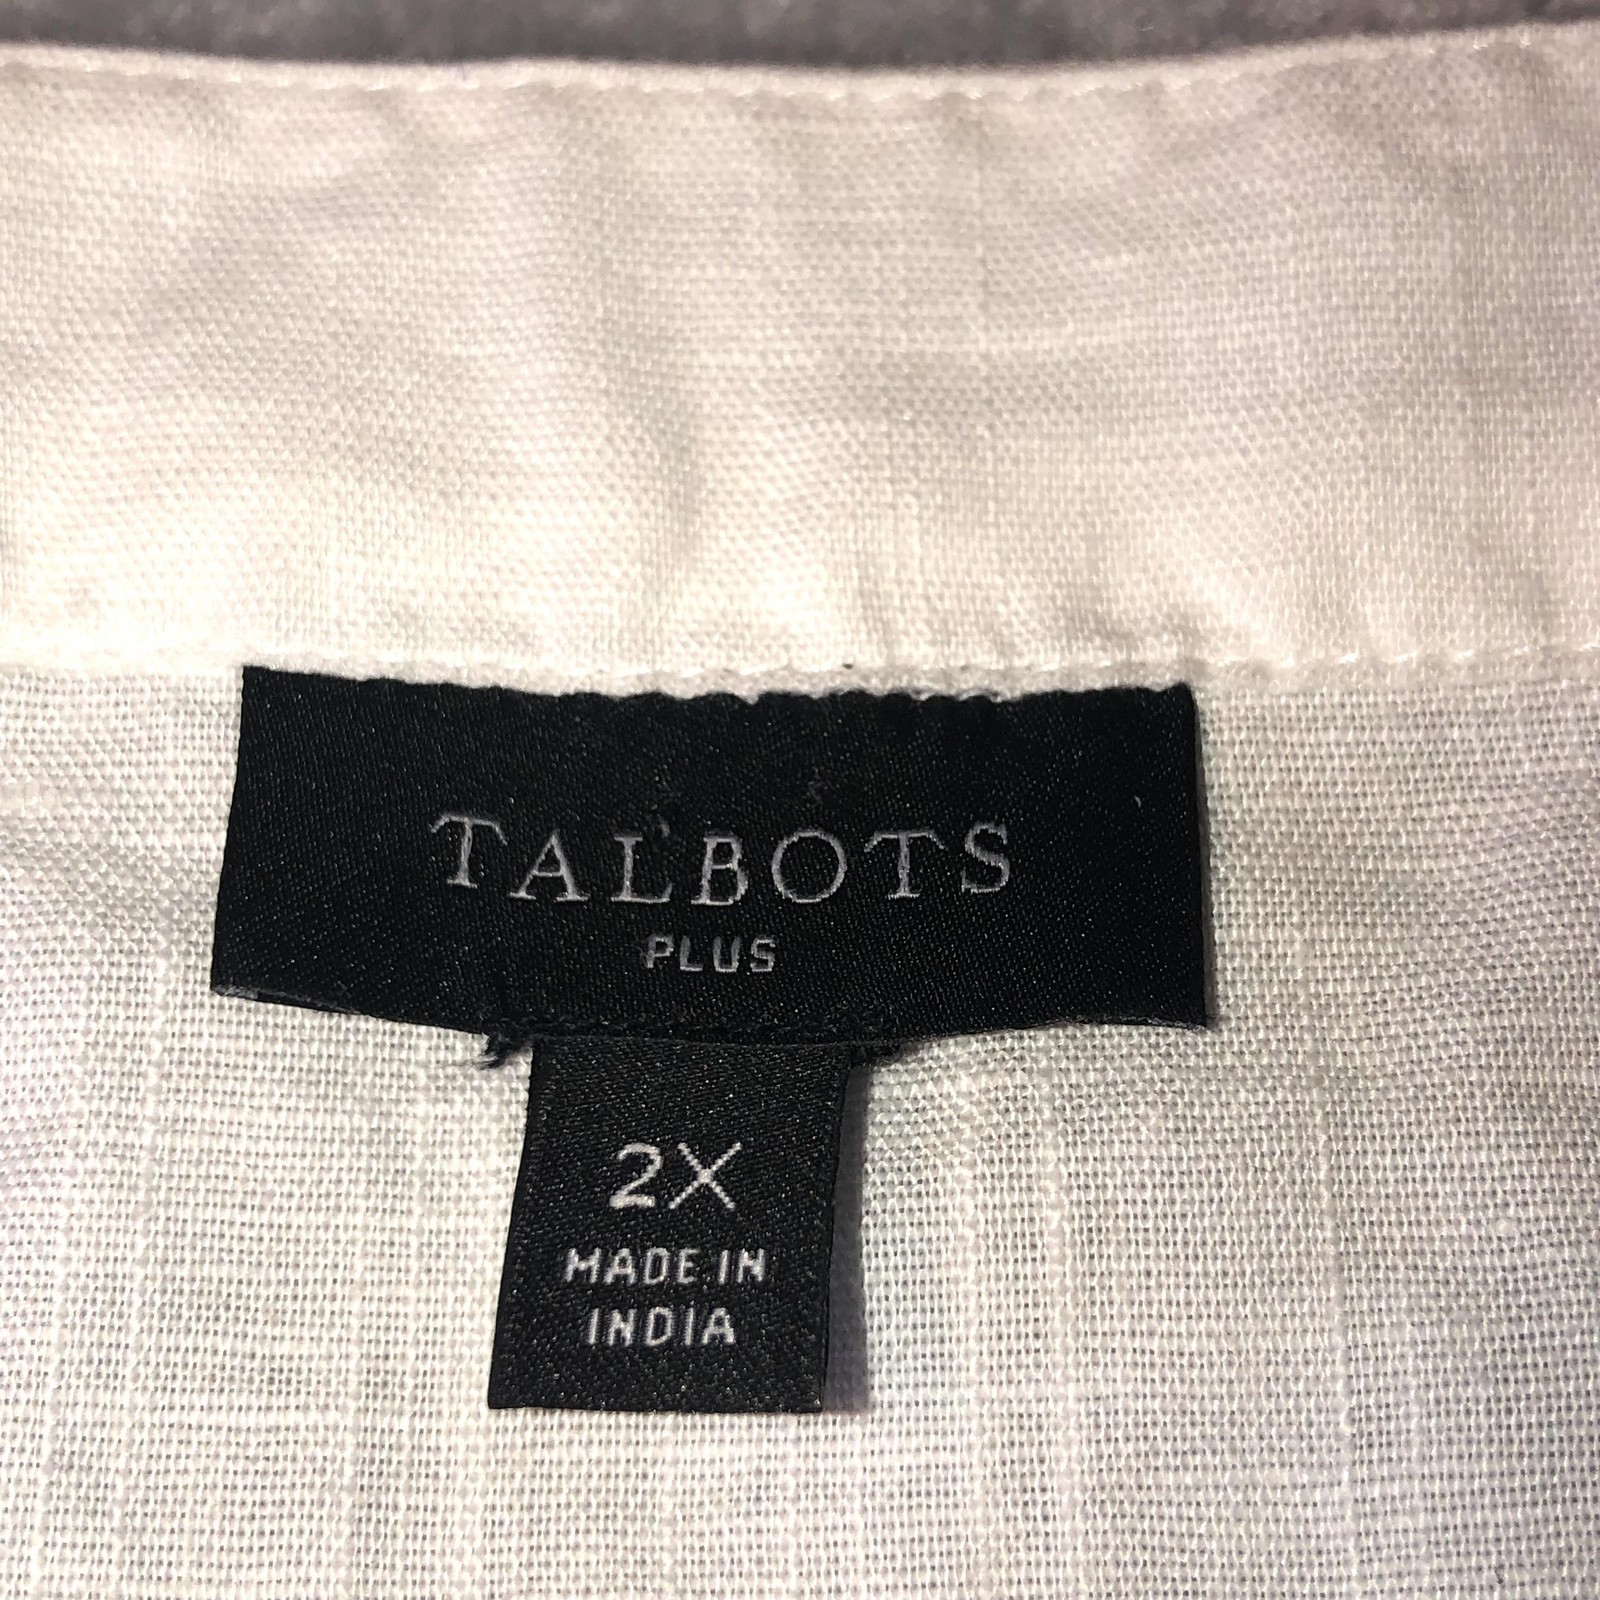 TALBOTS
PLUS
2X
MADE IN
INDIA